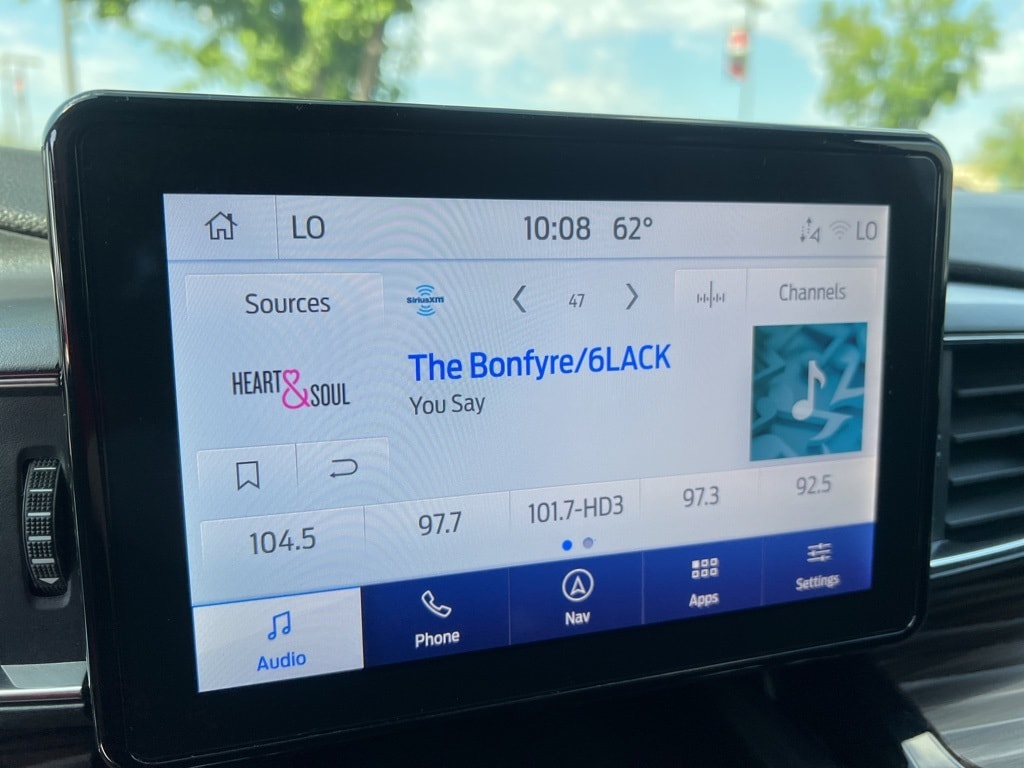 LO 10:08 62° LO
Sources SiriusXM 47 Channels
HEART & SOUL
The Bonfyre/6LACK
You Say
104.5 97.7 101.7-HD3 97.3 92.5
Audio Phone Nav Apps Settings